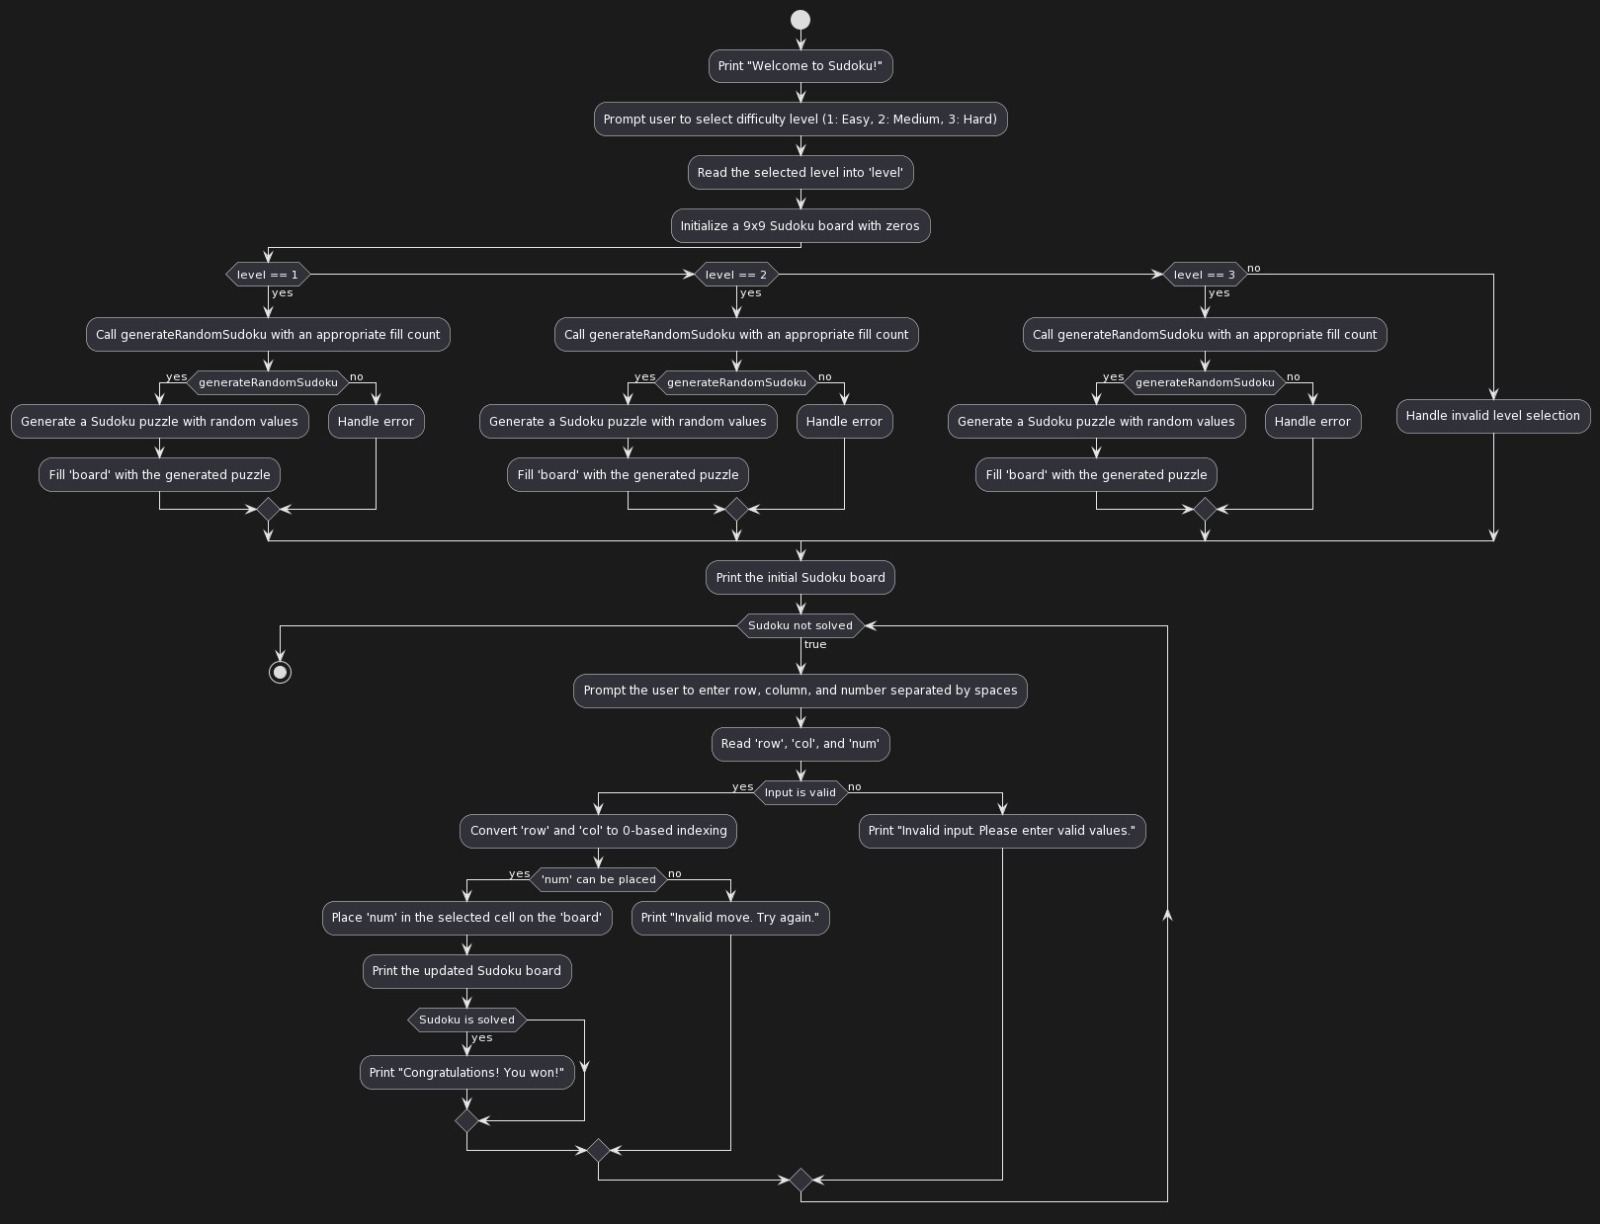 Print "Welcome to Sudoku!"
Prompt user to select difficulty level (1: Easy, 2: Medium, 3: Hard)
Read the selected level into 'level'
Initialize a 9x9 Sudoku board with zeros
level == 1
yes
Call generateRandomSudoku with an appropriate fill count
yes
generateRandomSudoku
no
Generate a Sudoku puzzle with random values
Handle error
Fill 'board' with the generated puzzle
level == 2
yes
Call generateRandomSudoku with an appropriate fill count
yes
generateRandomSudoku
no
Generate a Sudoku puzzle with random values
Handle error
Fill 'board' with the generated puzzle
level == 3
no
yes
Call generateRandomSudoku with an appropriate fill count
yes
generateRandomSudoku
no
Generate a Sudoku puzzle with random values
Handle error
Fill 'board' with the generated puzzle
Handle invalid level selection
Print the initial Sudoku board
Sudoku not solved
true
Prompt the user to enter row, column, and number separated by spaces
Read 'row', 'col', and 'num'
yes
Input is valid
no
Convert 'row' and 'col' to 0-based indexing
Print "Invalid input. Please enter valid values."
yes
'num' can be placed
no
Place 'num' in the selected cell on the 'board'
Print "Invalid move. Try again."
Print the updated Sudoku board
Sudoku is solved
yes
Print "Congratulations! You won!"